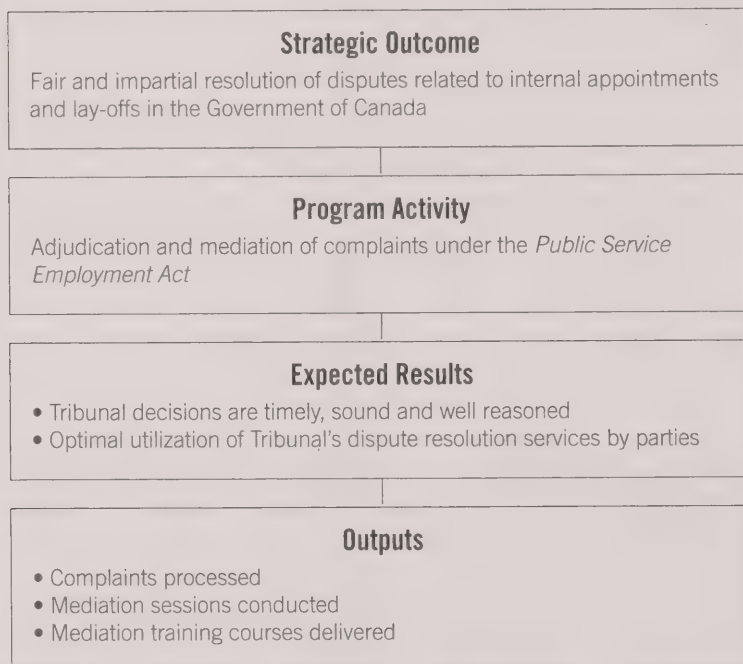 Strategic Outcome
Fair and impartial resolution of disputes related to internal appointments
and lay-offs in the Government of Canada
Program Activity
Adjudication and mediation of complaints under the Public Service
Employment Act
Expected Results
• Tribunal decisions are timely, sound and well reasoned
• Optimal utilization of Tribunal's dispute resolution services by parties
Outputs
• Complaints processed
• Mediation sessions conducted
• Mediation training courses delivered